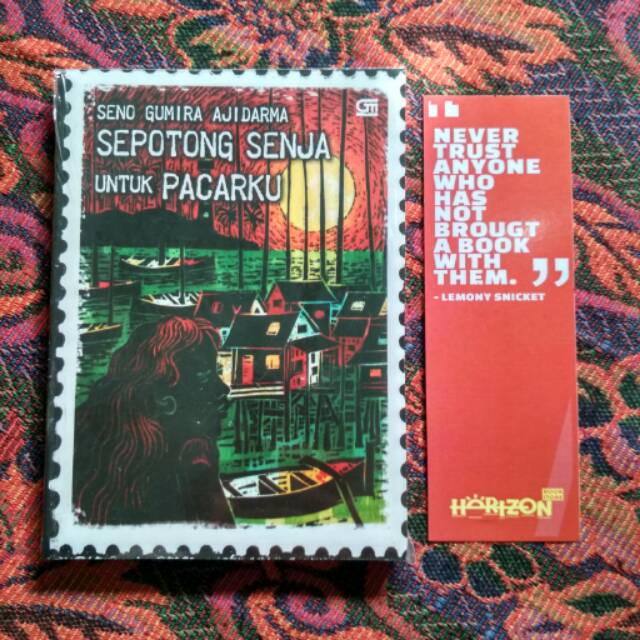 SENO GUMIRA AJIDARMA
SEPOTONG SENJA
UNTUK PACARKU
NEVER
TRUST
ANYONE
WHO
HAS
NOT
BROUGT
A BOOK
WITH
THEM.
- LEMONY SNICKET
HORIZON